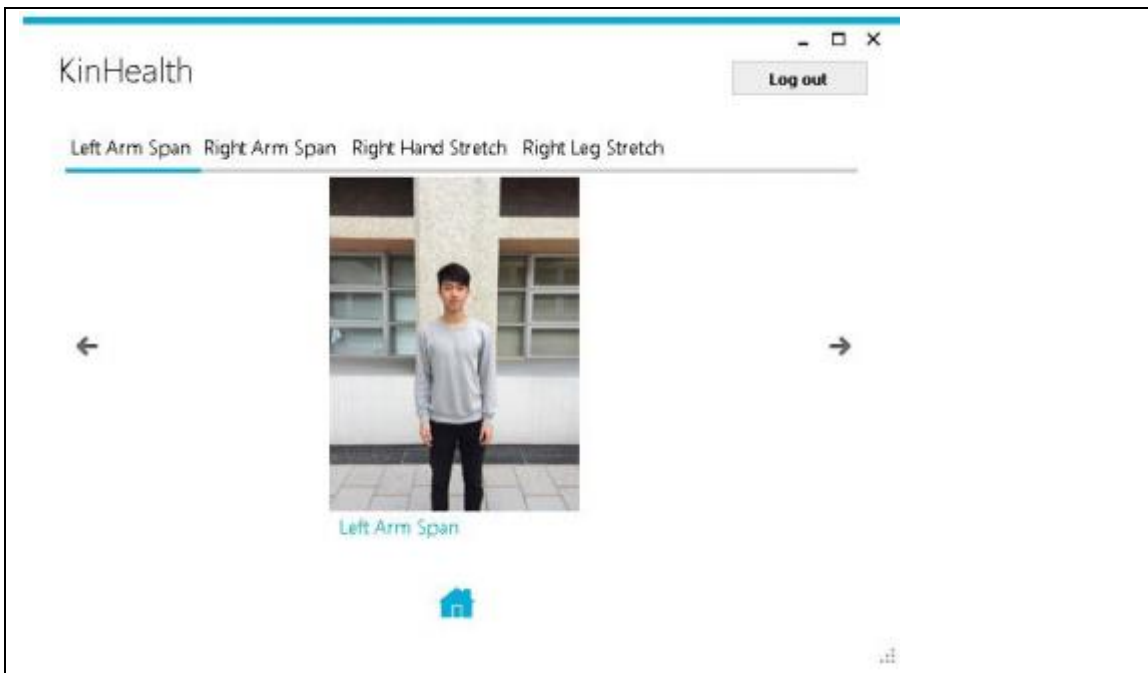 KinHealth
Log out
Left Arm Span Right Arm Span Right Hand Stretch Right Leg Stretch
Left Arm Span